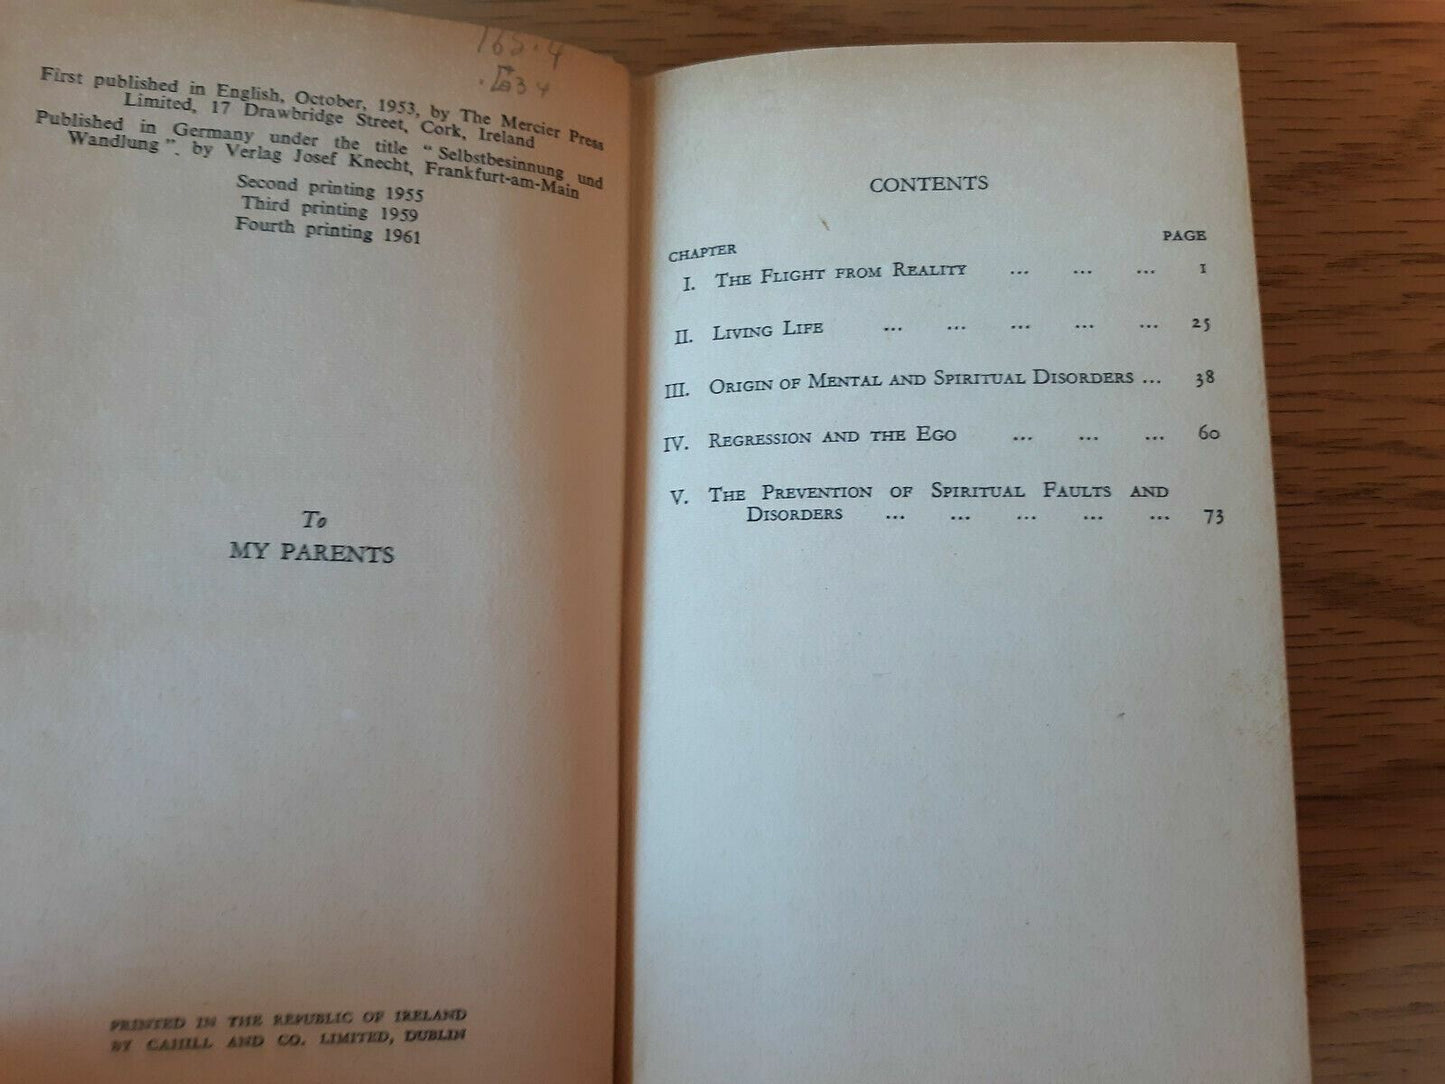 165.4
First published in English, October, 1953, by The Mercier Press
Limited, 17 Drawbridge Street, Cork, Ireland
Published in Germany under the title “Selbstbesinnung und
Wandlung”. by Verlag Josef Knecht, Frankfurt-am-Main
Second printing 1955
Third printing 1959
Fourth printing 1961
To
MY PARENTS
PRINTED IN THE REPUBLIC OF IRELAND
BY CAHILL AND CO. LIMITED, DUBLIN
CONTENTS
CHAPTER PAGE
I. The Flight from Reality ... ... ... 1
II. Living Life ... ... ... ... ... 25
III. Origin of Mental and Spiritual Disorders ... 38
IV. Regression and the Ego ... ... ... 60
V. The Prevention of Spiritual Faults and
Disorders ... ... ... ... ... 73